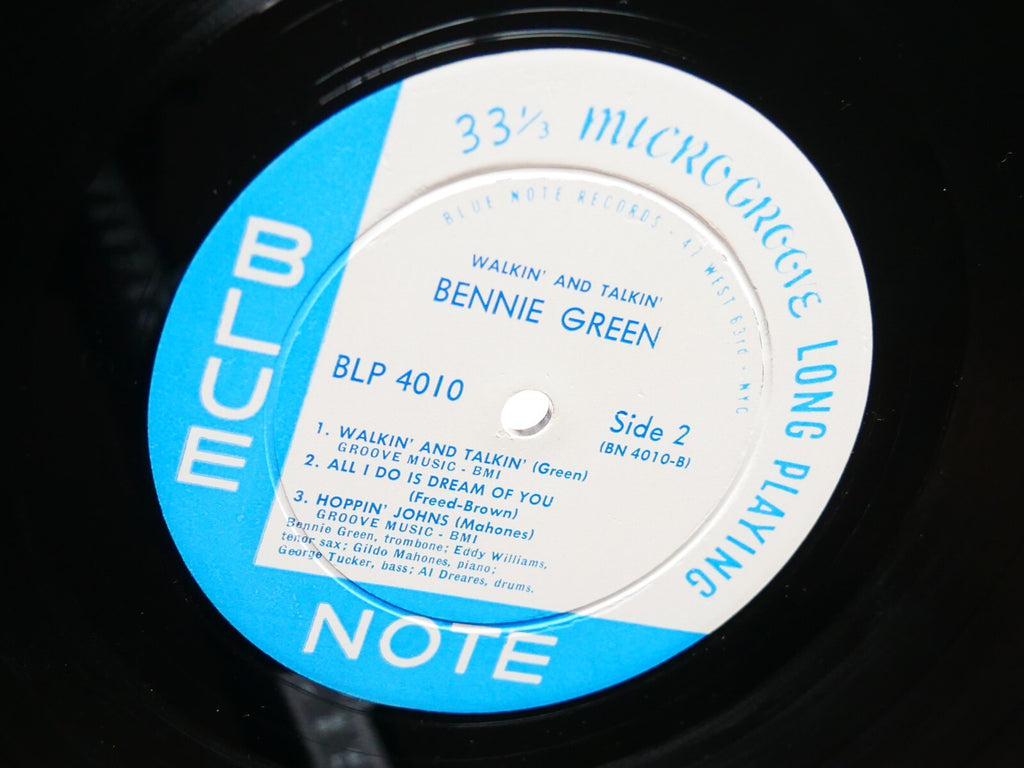 33 1/3 MICROGROOVE LONG PLAYING
BLUE NOTE RECORDS - 47 WEST 63rd - NYC
WALKIN' AND TALKIN'
BENNIE GREEN
BLP 4010
Side 2
(BN 4010-B)
1. WALKIN' AND TALKIN' (Green)
GROOVE MUSIC - BMI
2. ALL I DO IS DREAM OF YOU
(Freed-Brown)
3. HOPPIN' JOHNS (Mahones)
GROOVE MUSIC - BMI
Bennie Green, trombone; Eddy Williams,
tenor sax; Gildo Mahones, piano;
George Tucker, bass; Al Dreares, drums.
BLUE
NOTE